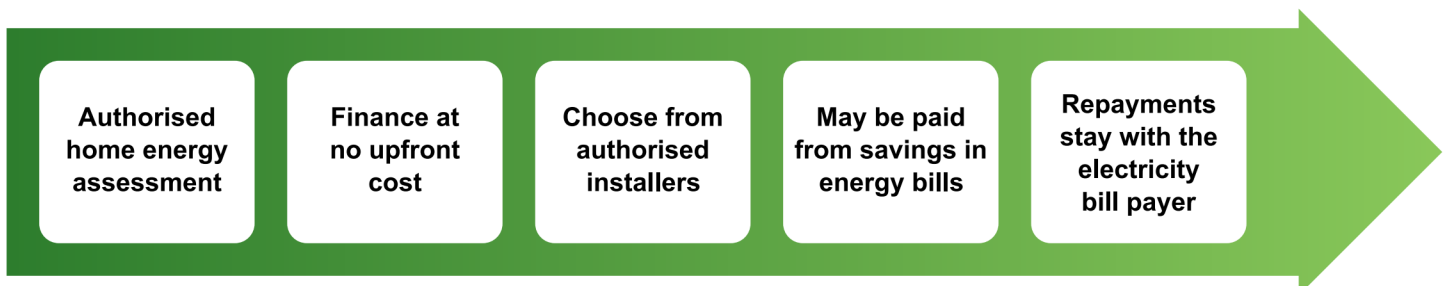 Authorised
home energy
assessment
Finance at
no upfront
cost
Choose from
authorised
installers
May be paid
from savings in
energy bills
Repayments
stay with the
electricity
bill payer